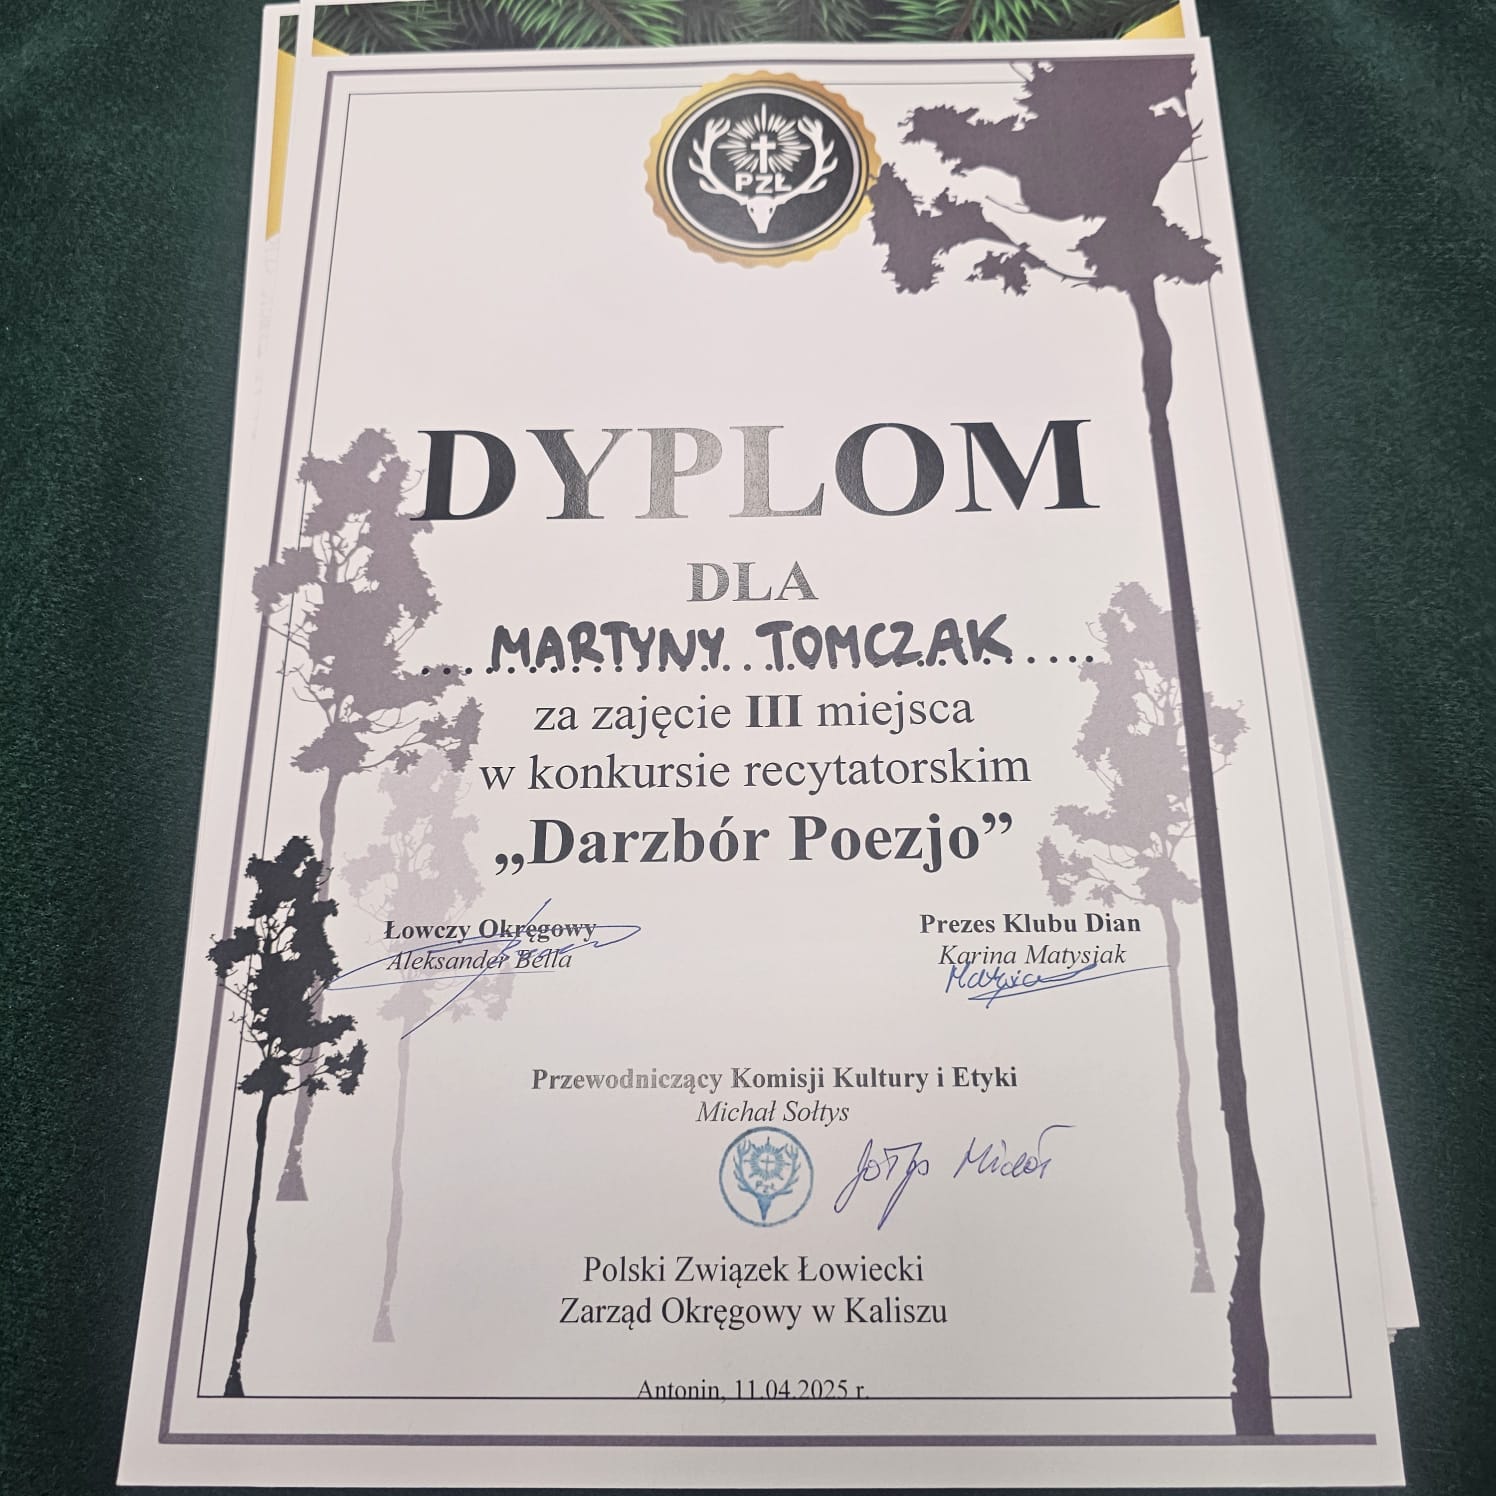 PZŁ
DYPLOM
DLA
MARTYNY TOMCZAK
za zajęcie III miejsca
w konkursie recytatorskim
„Darzbór Poezjo”
Łowczy Okręgowy
Aleksander Bella
Prezes Klubu Dian
Karina Matysiak
Przewodniczący Komisji Kultury i Etyki
Michał Sołtys
PZŁ
Polski Związek Łowiecki
Zarząd Okręgowy w Kaliszu
Antonin, 11.04.2025 r.